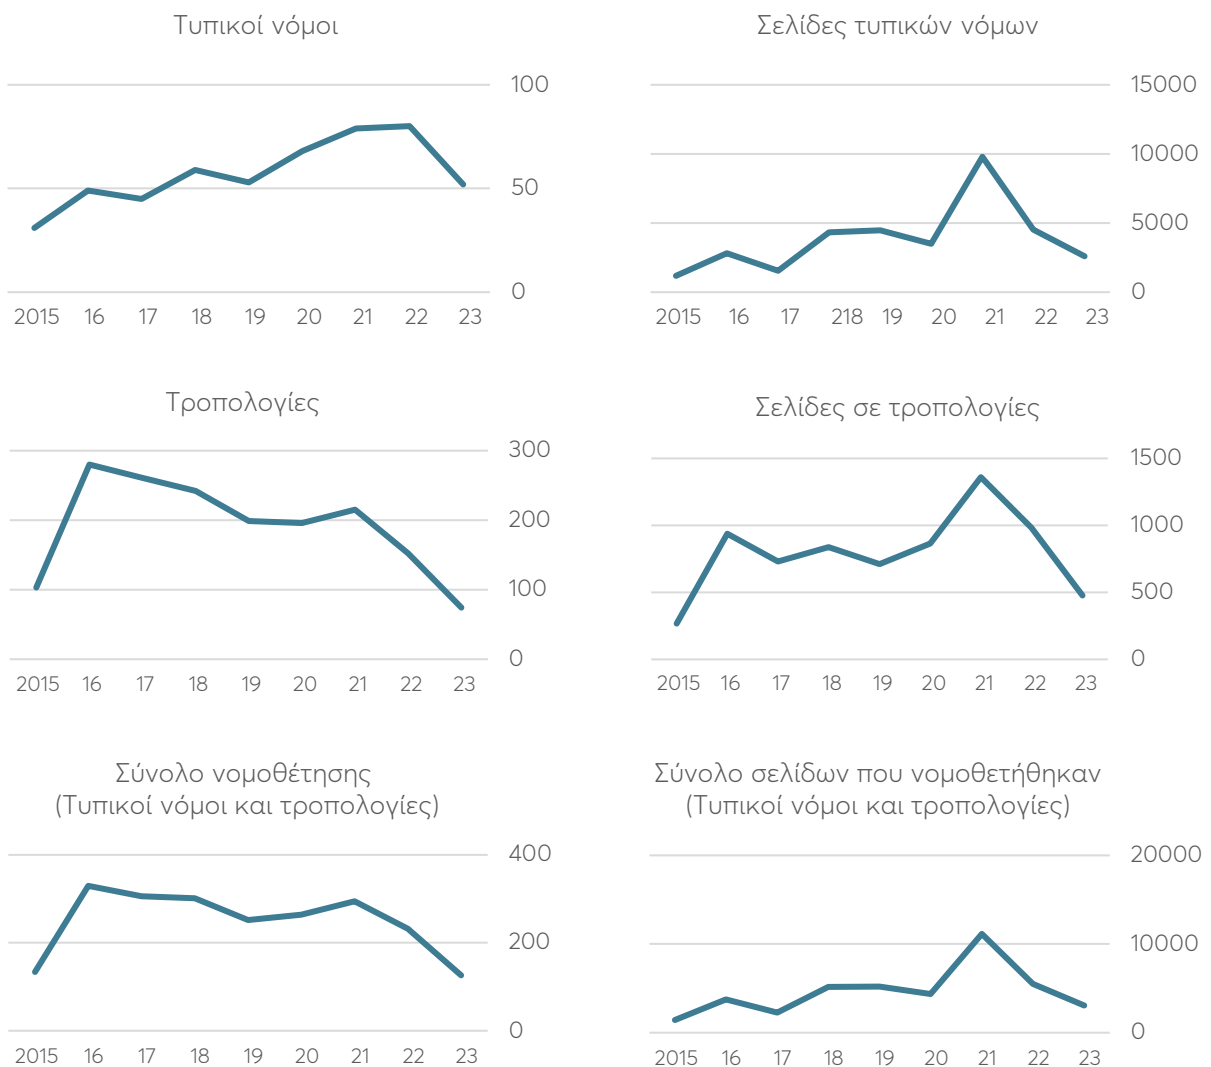 Τυπικοί νόμοι
100
50
0
2015 16 17 18 19 20 21 22 23
Σελίδες τυπικών νόμων
15000
10000
5000
0
2015 16 17 218 19 20 21 22 23
Τροπολογίες
300
200
100
0
2015 16 17 18 19 20 21 22 23
Σελίδες σε τροπολογίες
1500
1000
500
0
2015 16 17 18 19 20 21 22 23
Σύνολο νομοθέτησης
(Τυπικοί νόμοι και τροπολογίες)
400
200
0
2015 16 17 18 19 20 21 22 23
Σύνολο σελίδων που νομοθετήθηκαν
(Τυπικοί νόμοι και τροπολογίες)
20000
10000
0
2015 16 17 18 19 20 21 22 23